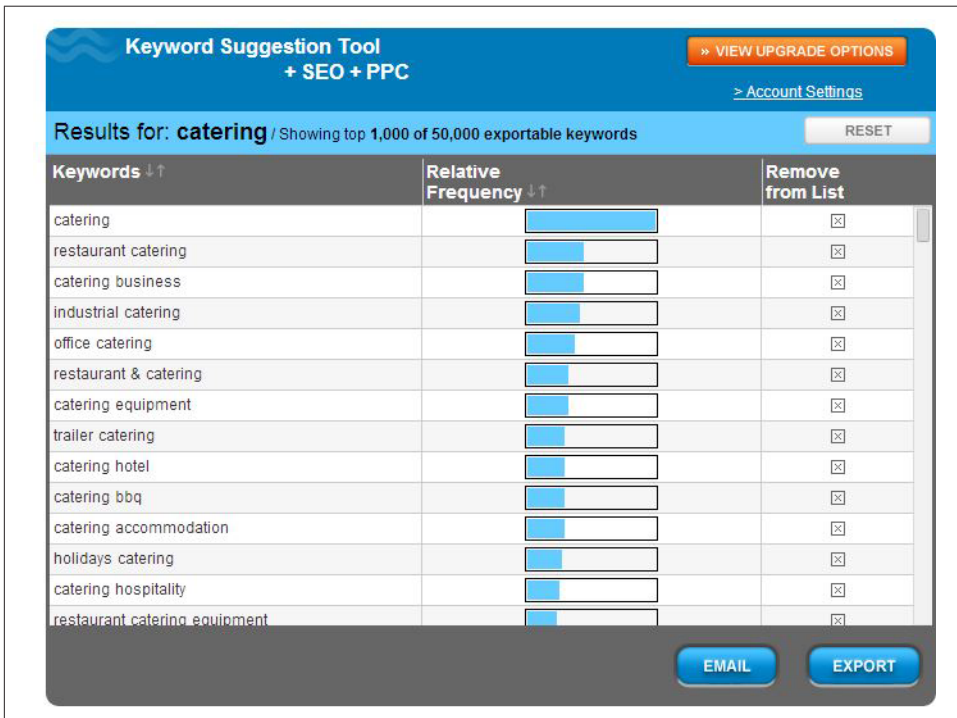 Keyword Suggestion Tool
+ SEO + PPC
» VIEW UPGRADE OPTIONS
> Account Settings
Results for: catering / Showing top 1,000 of 50,000 exportable keywords
RESET
Keywords ↓↑ Relative Frequency ↓↑ Remove from List
catering
restaurant catering
catering business
industrial catering
office catering
restaurant & catering
catering equipment
trailer catering
catering hotel
catering bbq
catering accommodation
holidays catering
catering hospitality
restaurant catering equipment
EMAIL
EXPORT